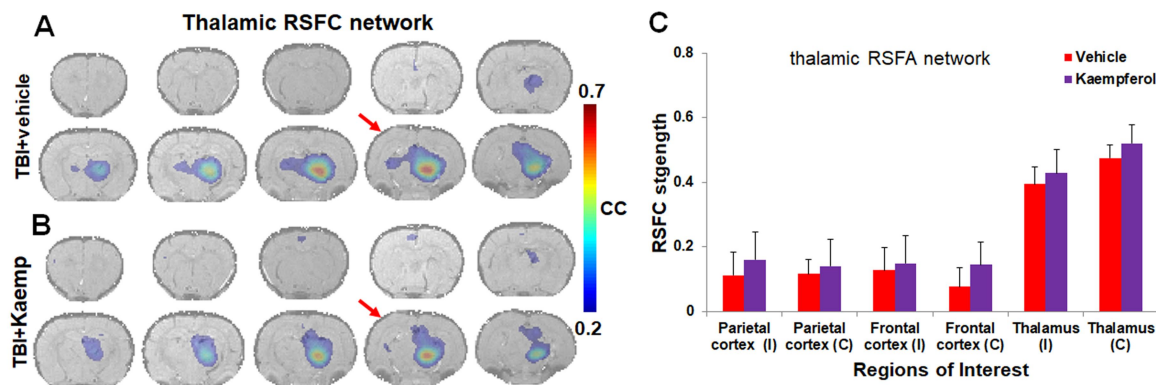 A
Thalamic RSFC network
TBI+vehicle
B
TBI+Kaemp
0.7
CC
0.2
C
thalamic RSFA network
Vehicle
Kaempferol
RSFC stgength
0.8
0.6
0.4
0.2
0
Parietal cortex (I)
Parietal cortex (C)
Frontal cortex (I)
Frontal cortex (C)
Thalamus (I)
Thalamus (C)
Regions of Interest